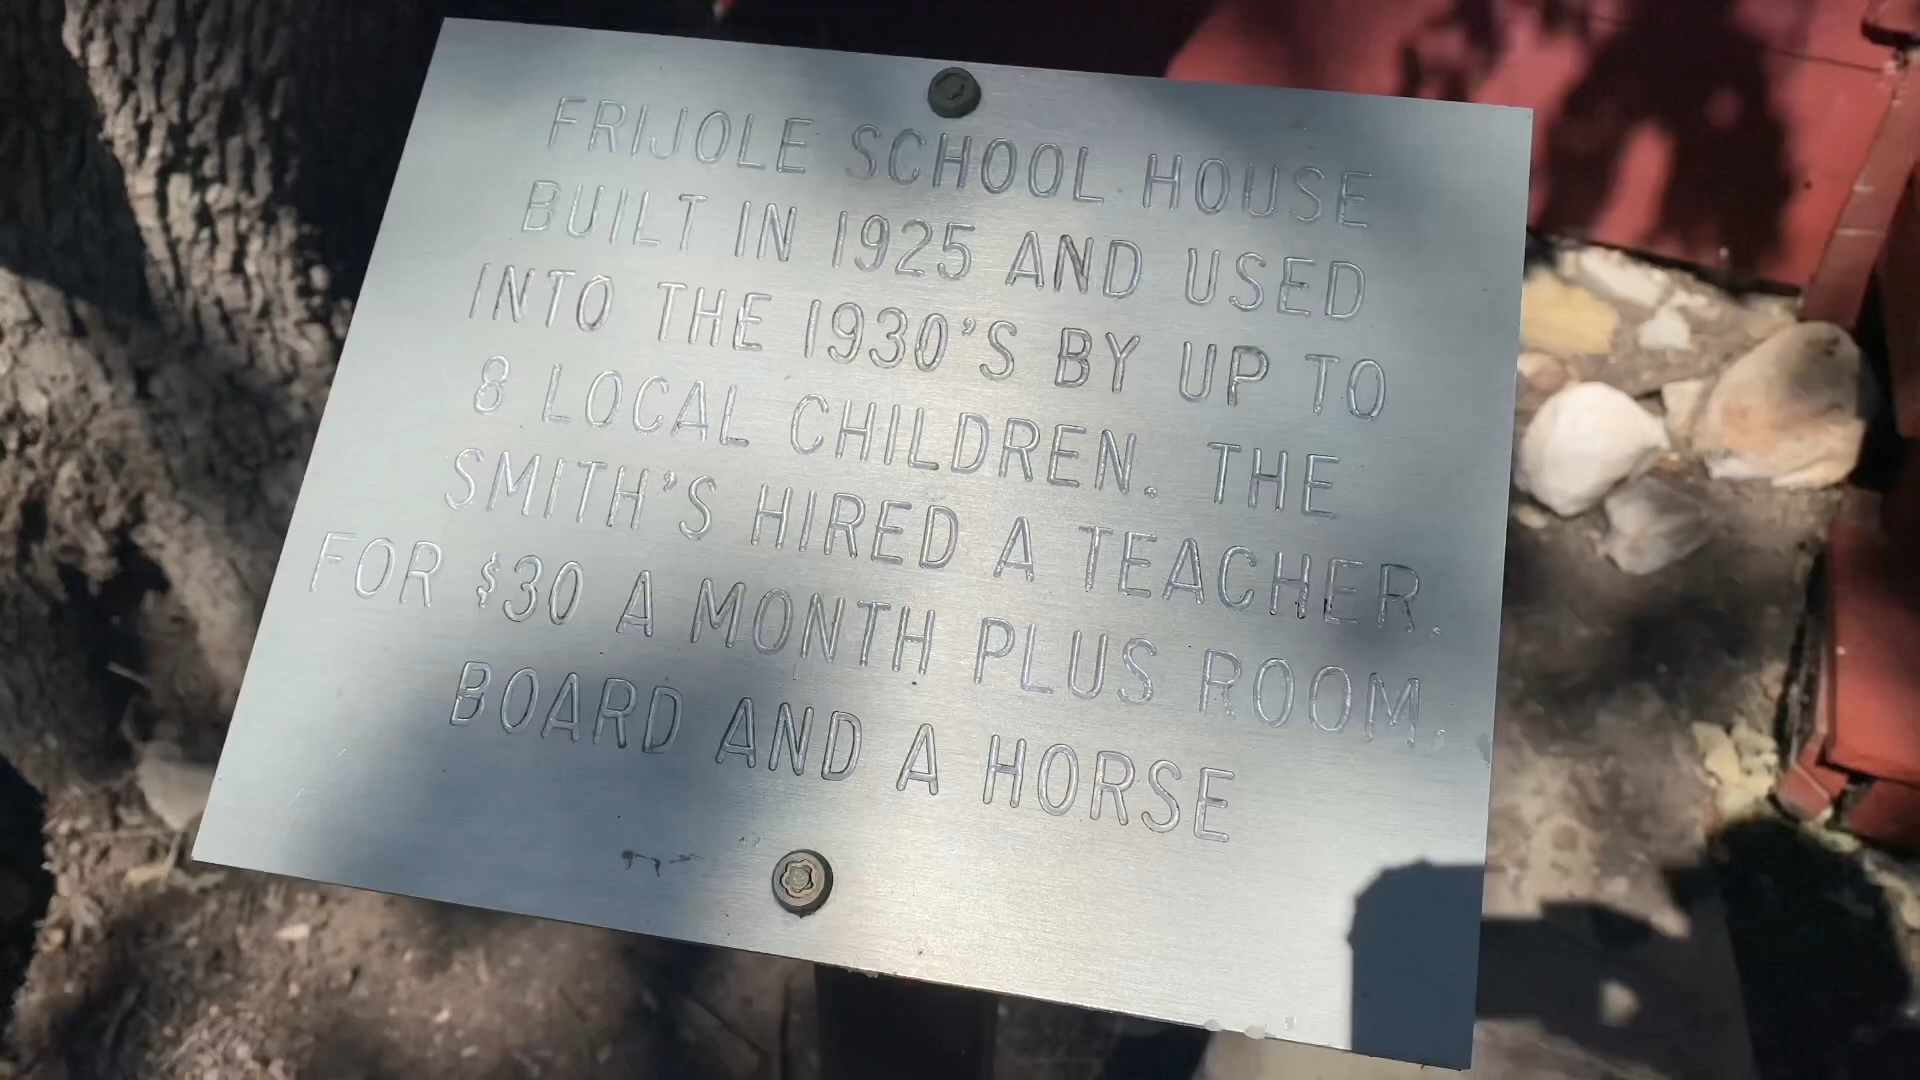 FRIJOLE SCHOOL HOUSE
BUILT IN 1925 AND USED
INTO THE 1930'S BY UP TO
8 LOCAL CHILDREN. THE
SMITH'S HIRED A TEACHER.
FOR $30 A MONTH PLUS ROOM,
BOARD AND A HORSE